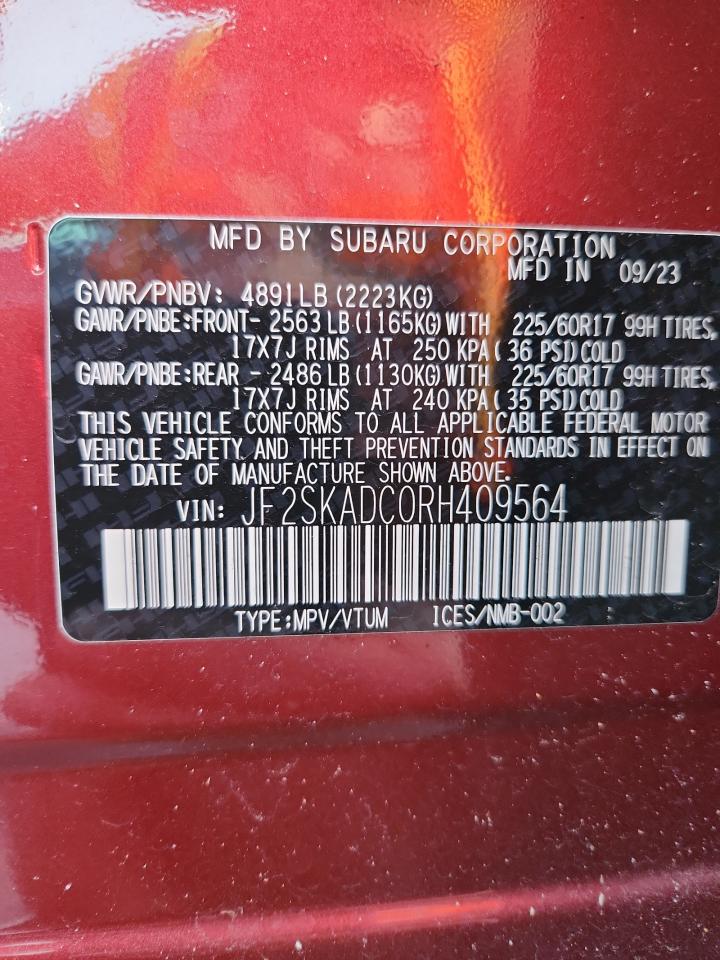 MFD BY SUBARU CORPORATION
MFD IN 09/23
GVWR/PNBV: 4891LB (2223KG)
GAWR/PNBE:FRONT- 2563LB (1165KG) WITH 225/60R17 99H TIRES,
17X7J RIMS AT 250 KPA( 36 PSI)COLD
GAWR/PNBE:REAR - 2486LB (1130KG) WITH 225/60R17 99H TIRES,
17X7J RIMS AT 240 KPA( 35 PSI)COLD
THIS VEHICLE CONFORMS TO ALL APPLICABLE FEDERAL MOTOR
VEHICLE SAFETY AND THEFT PREVENTION STANDARDS IN EFFECT ON
THE DATE OF MANUFACTURE SHOWN ABOVE.
VIN: JF2SKADC0RH409564
TYPE:MPV/VTUM ICES/NMB-002